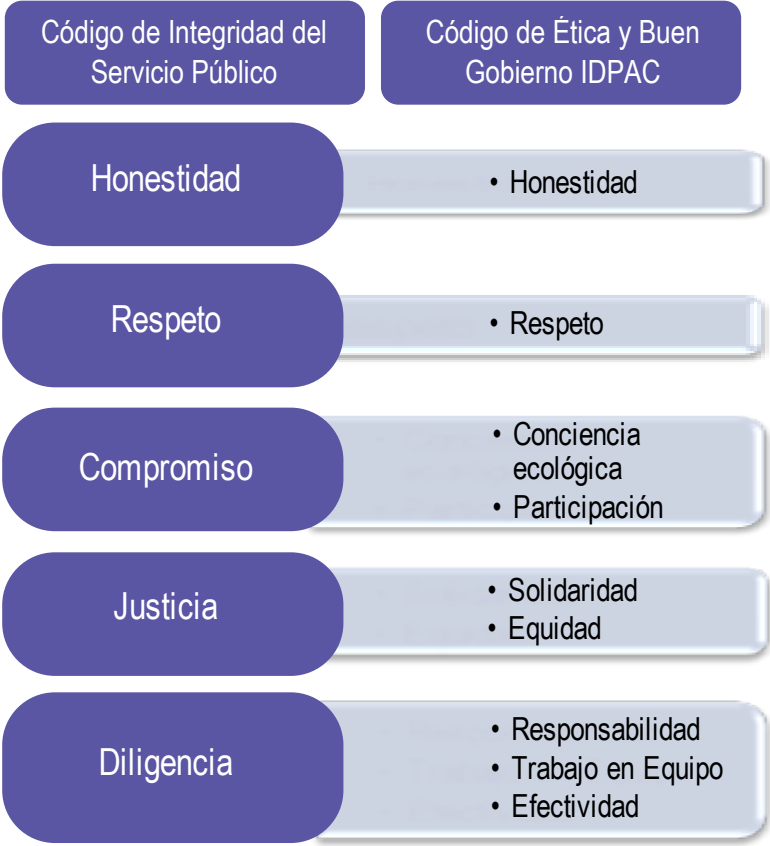 Código de Integridad del
Servicio Público
Código de Ética y Buen
Gobierno IDPAC
Honestidad
• Honestidad
Respeto
• Respeto
Compromiso
• Conciencia
ecológica
• Participación
Justicia
• Solidaridad
• Equidad
Diligencia
• Responsabilidad
• Trabajo en Equipo
• Efectividad